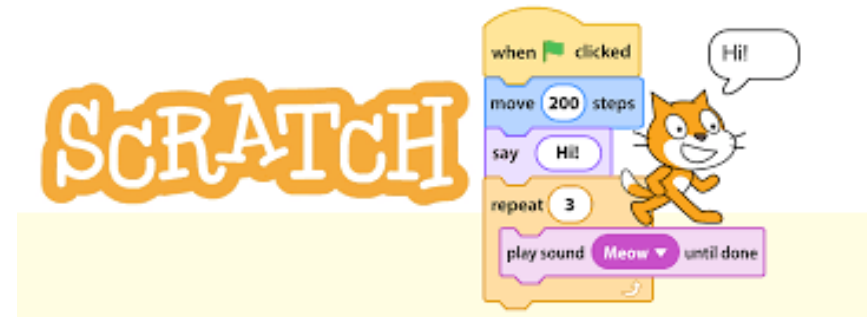 SCRATCH
when clicked
move 200 steps
say Hi!
repeat 3
play sound Meow until done
Hi!